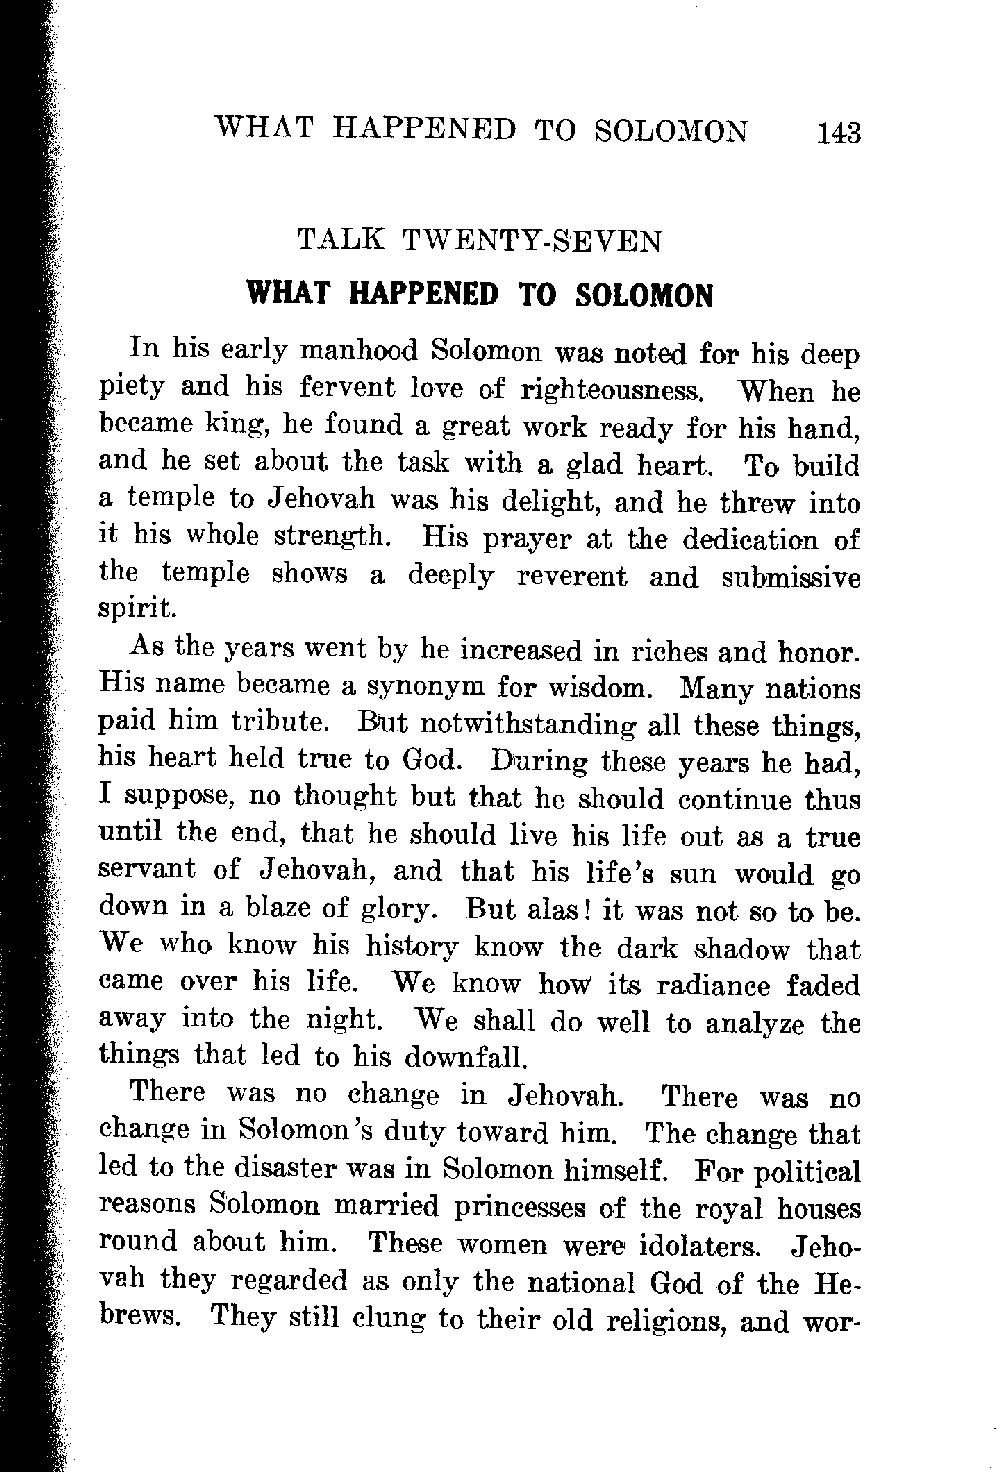 WHAT HAPPENED TO SOLOMON 143
TALK TWENTY-SEVEN
WHAT HAPPENED TO SOLOMON
In his early manhood Solomon was noted for his deep
piety and his fervent love of righteousness. When he
became king, he found a great work ready for his hand,
and he set about the task with a glad heart. To build
a temple to Jehovah was his delight, and he threw into
it his whole strength. His prayer at the dedication of
the temple shows a deeply reverent and submissive
spirit.
As the years went by he increased in riches and honor.
His name became a synonym for wisdom. Many nations
paid him tribute. But notwithstanding all these things,
his heart held true to God. During these years he had,
I suppose, no thought but that he should continue thus
until the end, that he should live his life out as a true
servant of Jehovah, and that his life's sun would go
down in a blaze of glory. But alas! it was not so to be.
We who know his history know the dark shadow that
came over his life. We know how its radiance faded
away into the night. We shall do well to analyze the
things that led to his downfall.
There was no change in Jehovah. There was no
change in Solomon's duty toward him. The change that
led to the disaster was in Solomon himself. For political
reasons Solomon married princesses of the royal houses
round about him. These women were idolaters. Jeho-
vah they regarded as only the national God of the He-
brews. They still clung to their old religions, and wor-